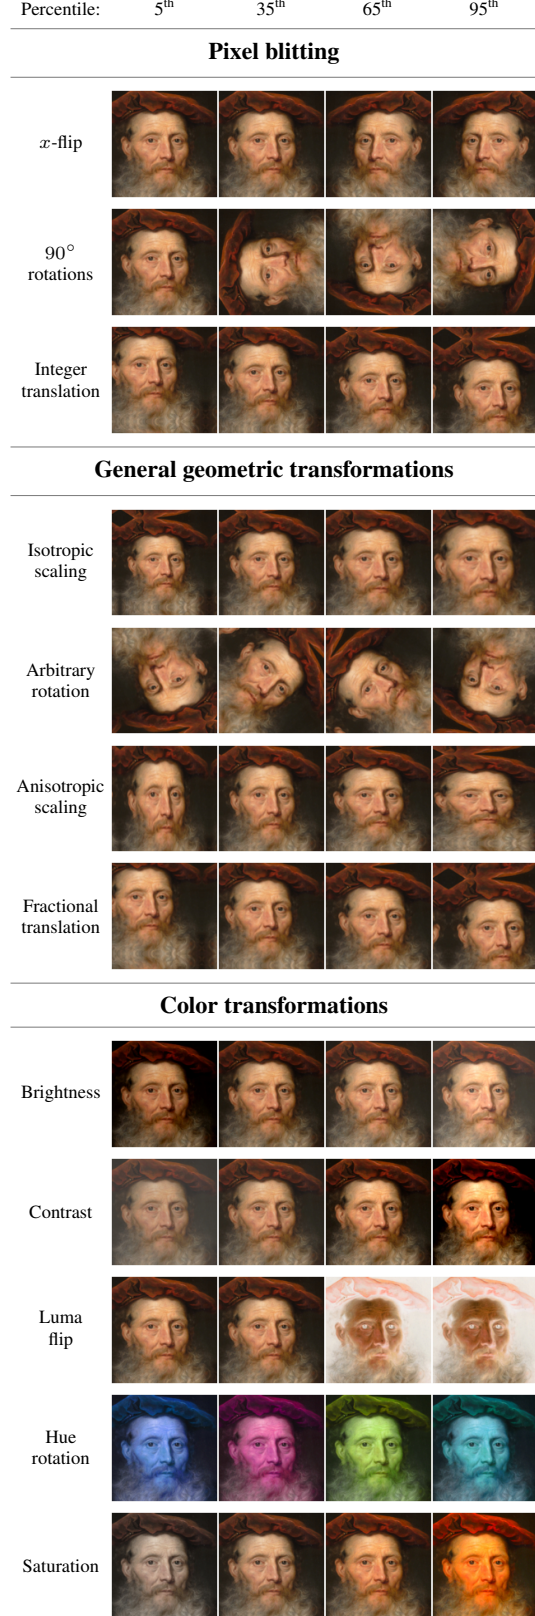 Percentile: 5th 35th 65th 95th
Pixel blitting
x-flip
90°
rotations
Integer
translation
General geometric transformations
Isotropic
scaling
Arbitrary
rotation
Anisotropic
scaling
Fractional
translation
Color transformations
Brightness
Contrast
Luma
flip
Hue
rotation
Saturation